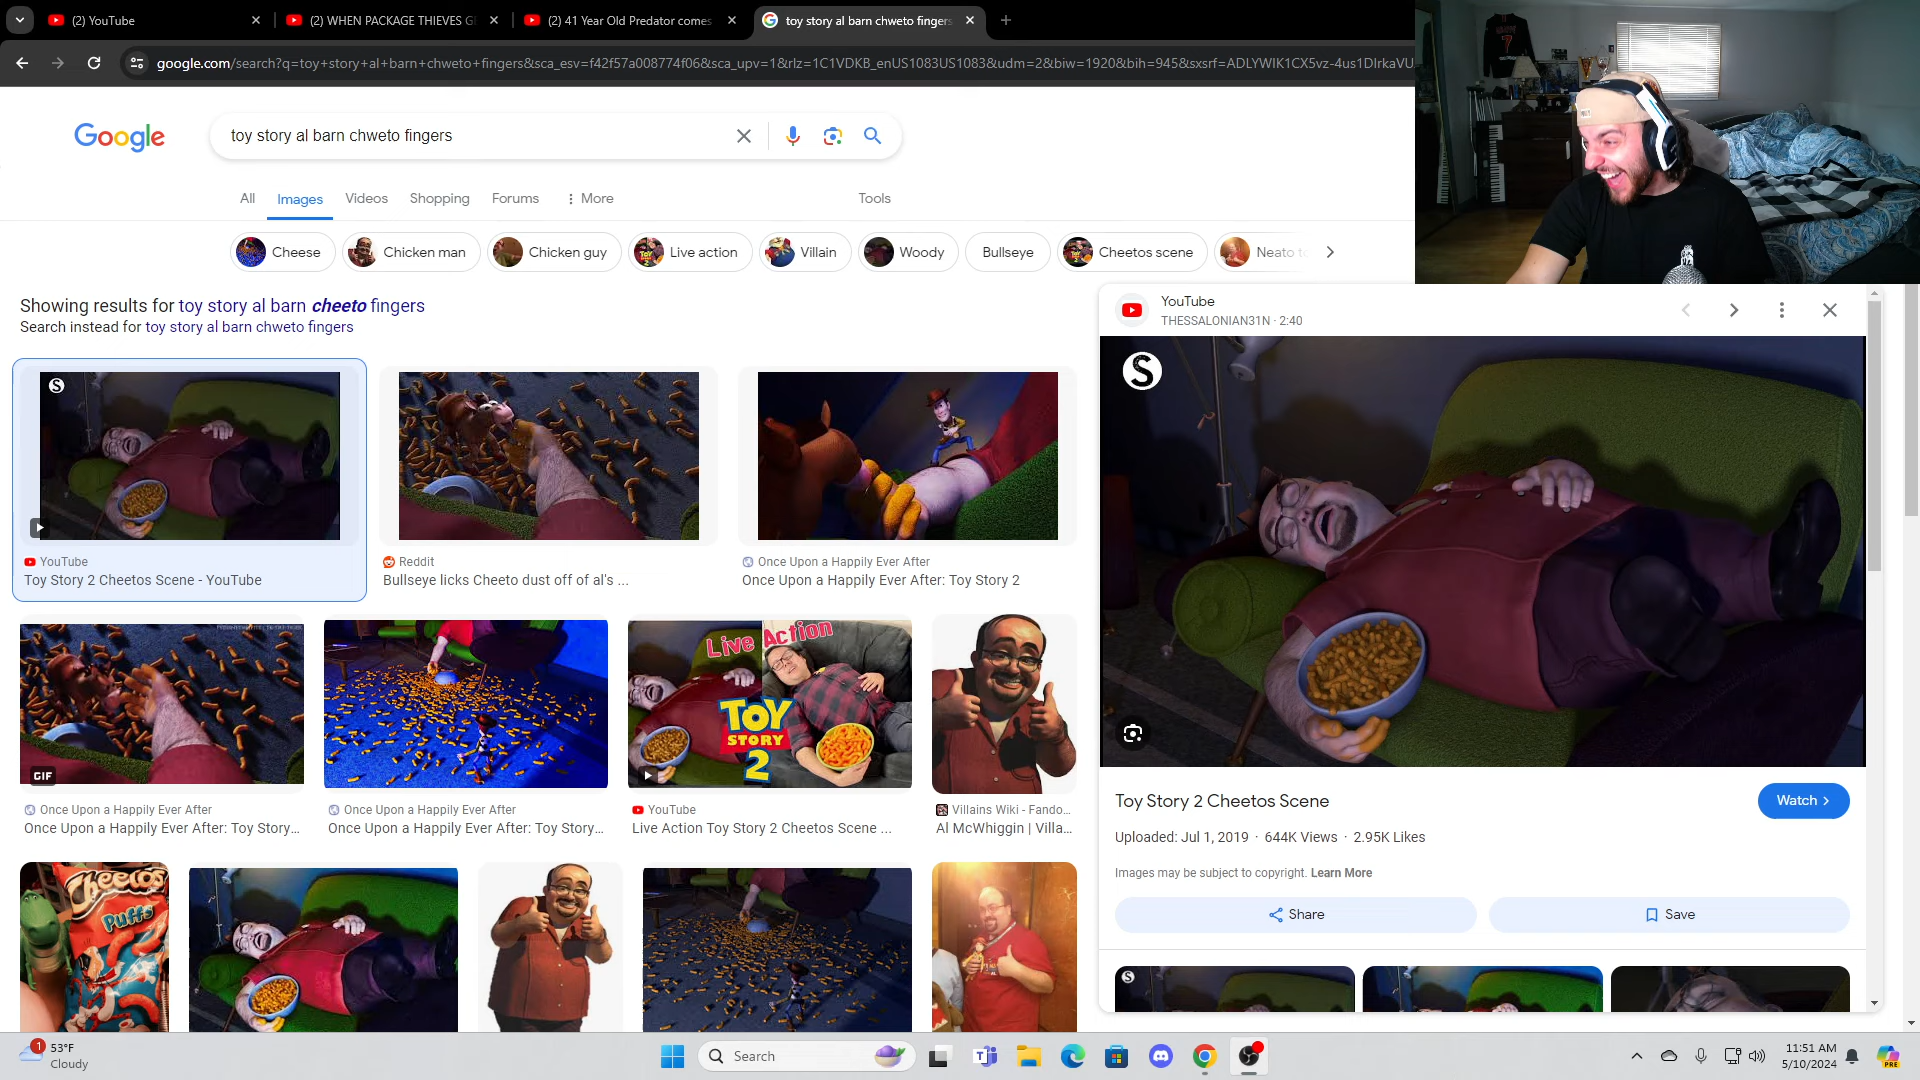 (2) YouTube
(2) WHEN PACKAGE THIEVES G
(2) 41 Year Old Predator comes
toy story al barn chweto fingers
google.com/search?q=toy+story+al+barn+chweto+fingers&sca_esv=f42f57a008774f06&sca_upv=1&rlz=1C1VDKB_enUS1083US1083&udm=2&biw=1920&bih=945&sxsrf=ADLYWIK1CX5vz-4us1DIrkaVU
Google
toy story al barn chweto fingers
All Images Videos Shopping Forums More Tools
Cheese Chicken man Chicken guy Live action Villain Woody Bullseye Cheetos scene Neato to
Showing results for toy story al barn cheeto fingers
Search instead for toy story al barn chweto fingers
YouTube
Toy Story 2 Cheetos Scene - YouTube
Reddit
Bullseye licks Cheeto dust off of al's ...
Once Upon a Happily Ever After
Once Upon a Happily Ever After: Toy Story 2
GIF
Once Upon a Happily Ever After
Once Upon a Happily Ever After: Toy Story...
Once Upon a Happily Ever After
Once Upon a Happily Ever After: Toy Story...
Live Action
TOY
STORY
2
YouTube
Live Action Toy Story 2 Cheetos Scene ...
Villains Wiki - Fando...
Al McWhiggin | Villa...
Cheetos
Puffs
YouTube
THESSALONIAN31N · 2:40
S
Toy Story 2 Cheetos Scene
Watch
Uploaded: Jul 1, 2019 · 644K Views · 2.95K Likes
Images may be subject to copyright. Learn More
Share
Save
1
53°F
Cloudy
Search
11:51 AM
5/10/2024
PRE